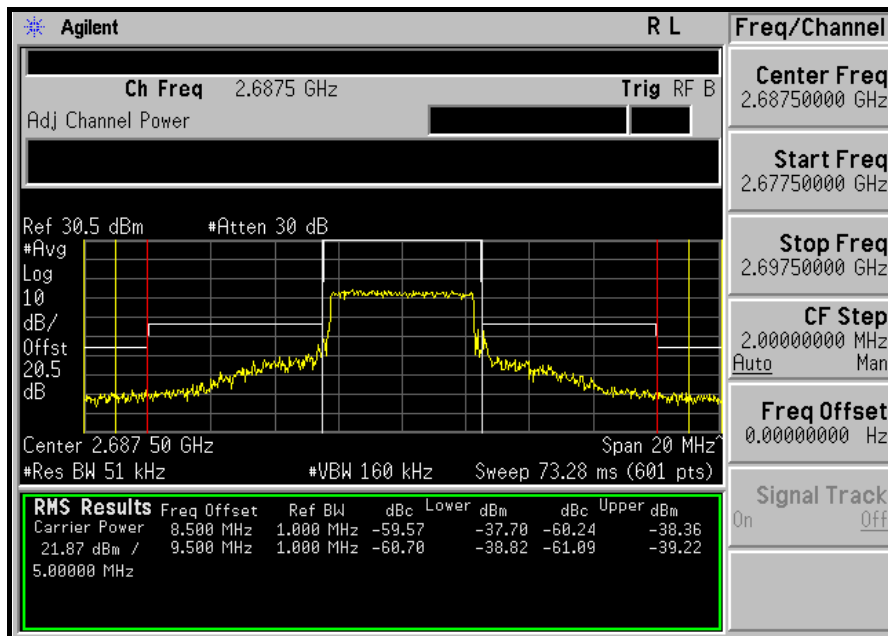 Agilent
R L
Freq/Channel
Ch Freq 2.6875 GHz
Trig RF B
Adj Channel Power
Center Freq
2.68750000 GHz
Start Freq
2.67750000 GHz
Stop Freq
2.69750000 GHz
CF Step
2.00000000 MHz
Auto Man
Freq Offset
0.00000000 Hz
Signal Track
On Off
Ref 30.5 dBm #Atten 30 dB
#Avg
Log
10
dB/
Offst
20.5
dB
Center 2.687 50 GHz Span 20 MHz^
#Res BW 51 kHz #VBW 160 kHz Sweep 73.28 ms (601 pts)
RMS Results Freq Offset Ref BW dBc Lower dBm dBc Upper dBm
Carrier Power 8.500 MHz 1.000 MHz -59.57 -37.70 -60.24 -38.36
21.87 dBm / 9.500 MHz 1.000 MHz -60.70 -38.82 -61.09 -39.22
5.00000 MHz